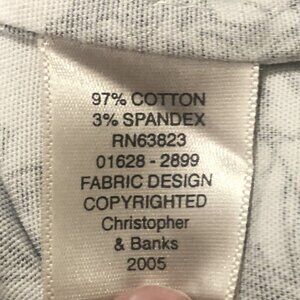 97% COTTON
3% SPANDEX
RN63823
01628 - 2899
FABRIC DESIGN
COPYRIGHTED
Christopher
& Banks
2005